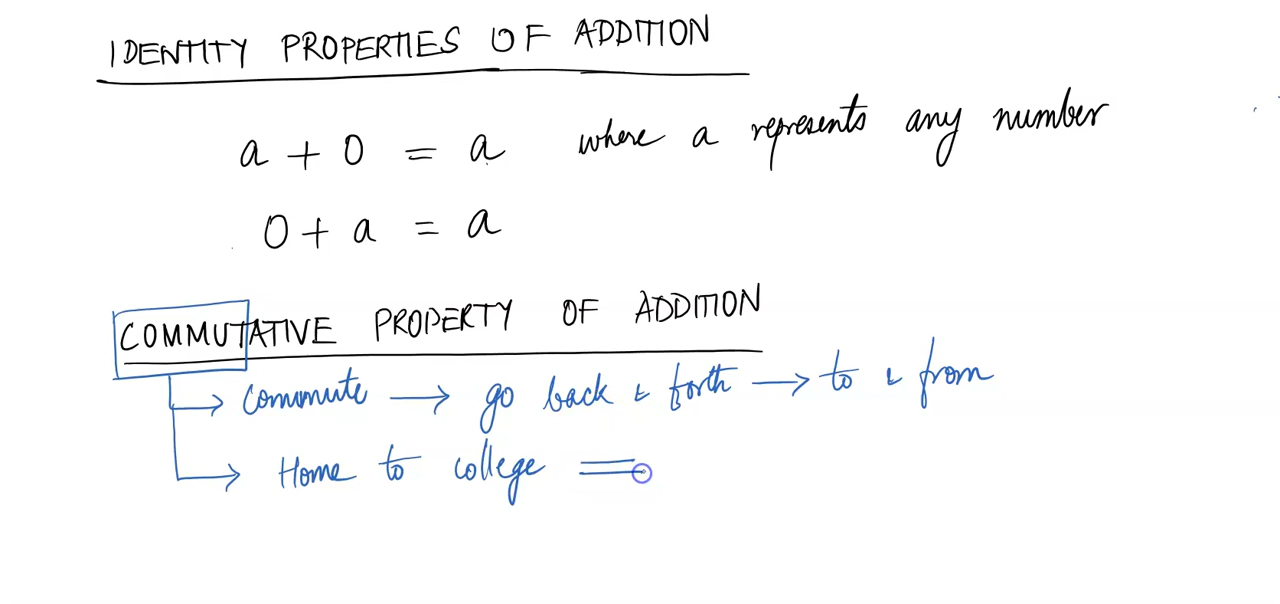 IDENTITY PROPERTIES OF ADDITION
a + 0 = a where a represents any number
0 + a = a
COMMUTATIVE PROPERTY OF ADDITION
→ Commute → go back & forth → to & from
→ Home to college =